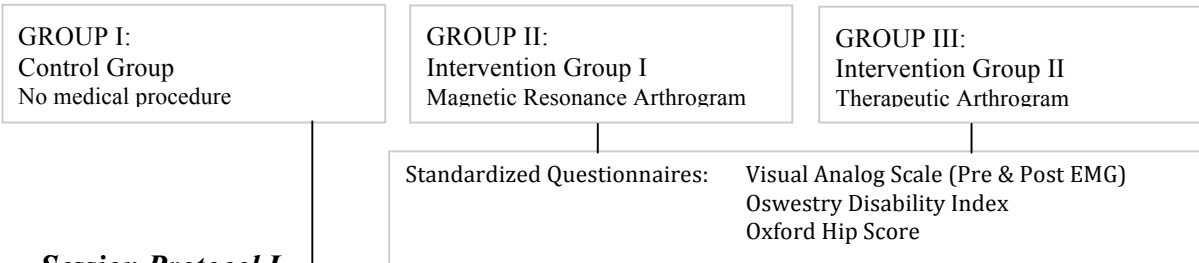 GROUP I:
Control Group
No medical procedure
GROUP II:
Intervention Group I
Magnetic Resonance Arthrogram
GROUP III:
Intervention Group II
Therapeutic Arthrogram
Standardized Questionnaires: Visual Analog Scale (Pre & Post EMG)
Oswestry Disability Index
Oxford Hip Score
Session Protocol I